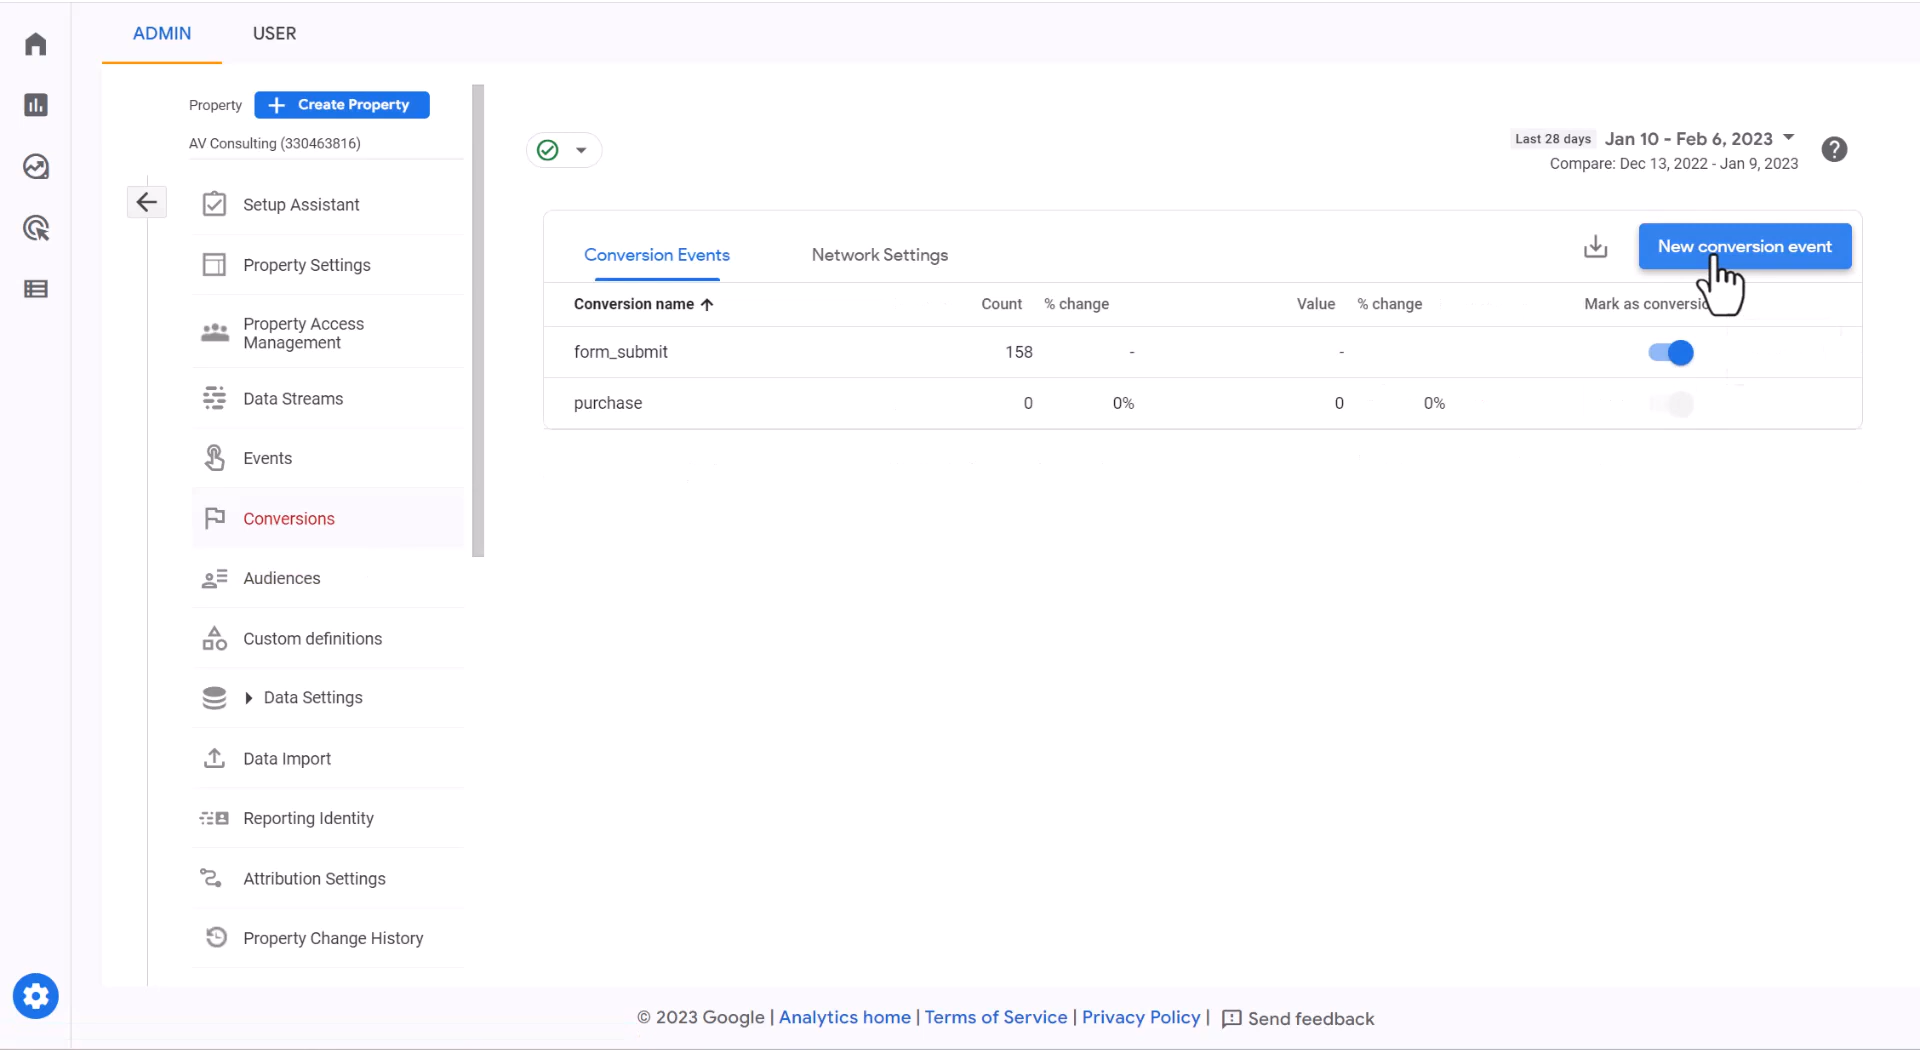 ADMIN
USER
Property
Create Property
AV Consulting (330463816)
Setup Assistant
Property Settings
Property Access
Management
Data Streams
Events
Conversions
Audiences
Custom definitions
Data Settings
Data Import
Reporting Identity
Attribution Settings
Property Change History
Last 28 days Jan 10 - Feb 6, 2023
Compare: Dec 13, 2022 - Jan 9, 2023
Conversion Events
Network Settings
New conversion event
Conversion name Count % change Value % change Mark as conversio
form_submit 158 - -
purchase 0 0% 0 0%
© 2023 Google | Analytics home | Terms of Service | Privacy Policy | Send feedback